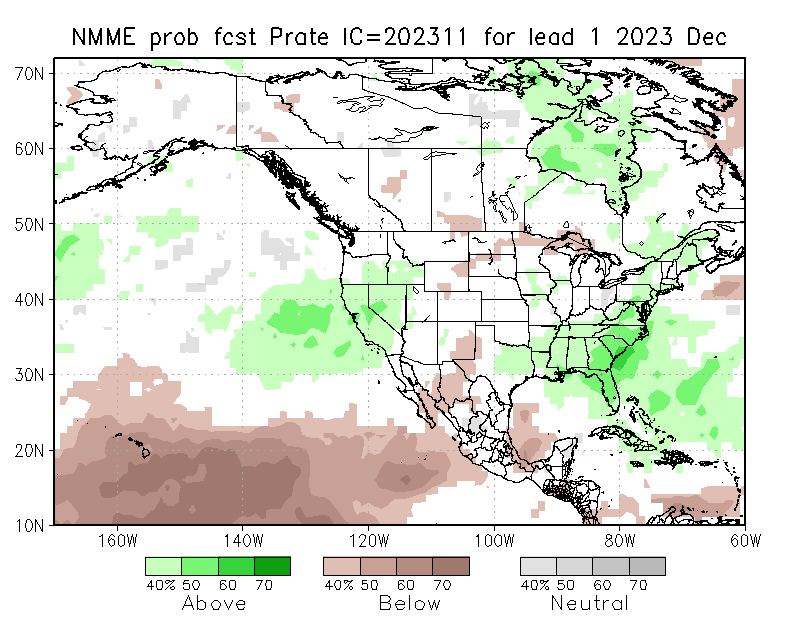 NMME prob fcst Prate IC=202311 for lead 1 2023 Dec
70N
60N
50N
40N
30N
20N
10N
160W 140W 120W 100W 80W 60W
40% 50 60 70 40% 50 60 70 40% 50 60 70
Above Below Neutral